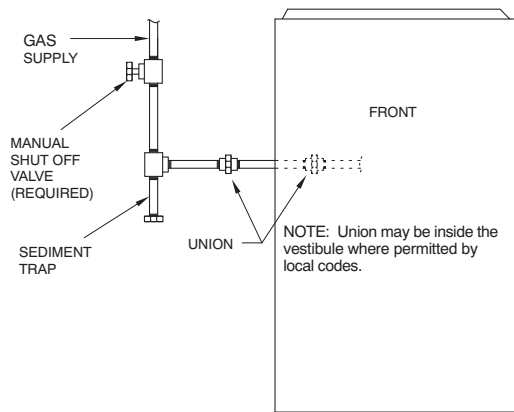 GAS
SUPPLY
FRONT
MANUAL
SHUT OFF
VALVE
(REQUIRED)
UNION
NOTE: Union may be inside the
vestibule where permitted by
local codes.
SEDIMENT
TRAP